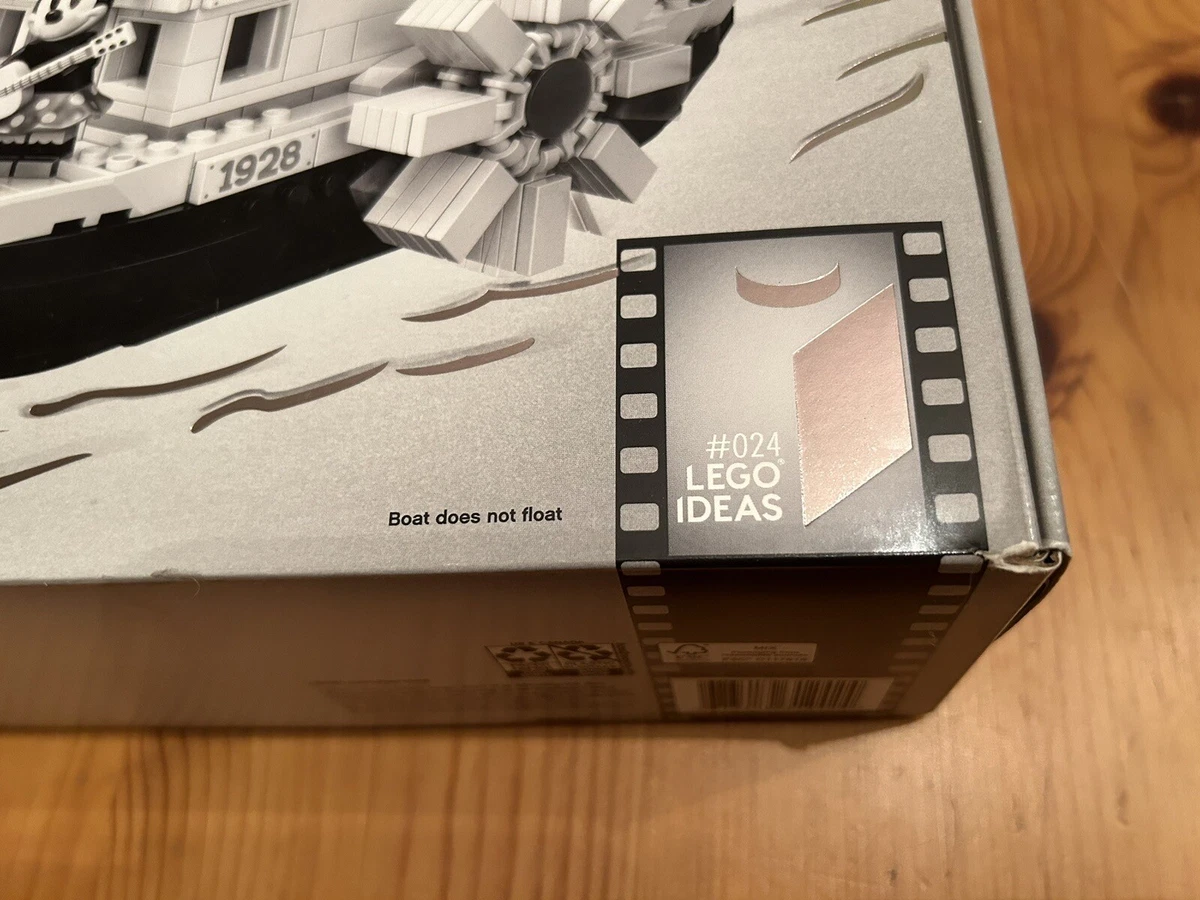 1928
#024
LEGO®
IDEAS
Boat does not float